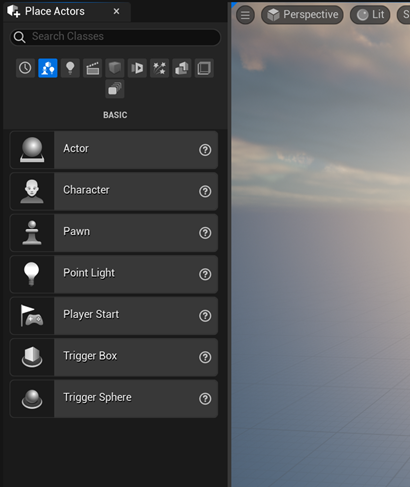 Place Actors
Perspective
Lit
Search Classes
BASIC
Actor
Character
Pawn
Point Light
Player Start
Trigger Box
Trigger Sphere